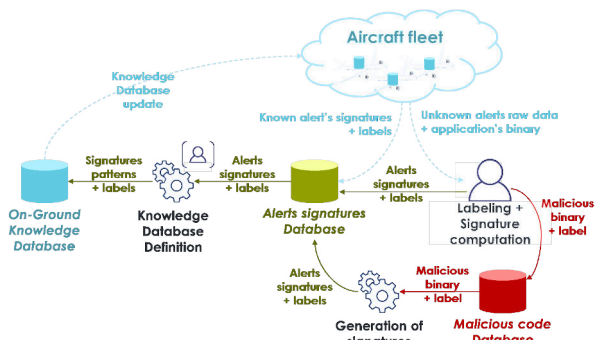 Aircraft fleet
Knowledge
Database
update
Known alert's signatures
+ labels
Unknown alerts raw data
+ application's binary
Signatures
patterns
+ labels
Alerts
signatures
+ labels
Alerts
signatures
+ labels
On-Ground
Knowledge
Database
Knowledge
Database
Definition
Alerts signatures
Database
Labeling +
Signature
computation
Malicious
binary
+ label
Alerts
signatures
+ labels
Malicious
binary
+ label
Generation of
signatures
Malicious code
Database